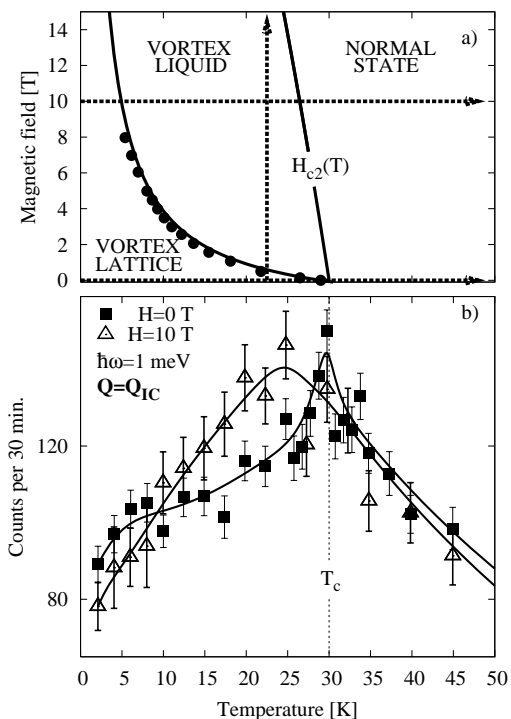 14
12
10
8
6
4
2
0
Magnetic field [T]
VORTEX
LIQUID
NORMAL
STATE
a)
H_c2(T)
VORTEX
LATTICE
b)
H=0 T
H=10 T
ħω=1 meV
Q=Q_IC
120
80
Counts per 30 min.
T_c
0 5 10 15 20 25 30 35 40 45 50
Temperature [K]